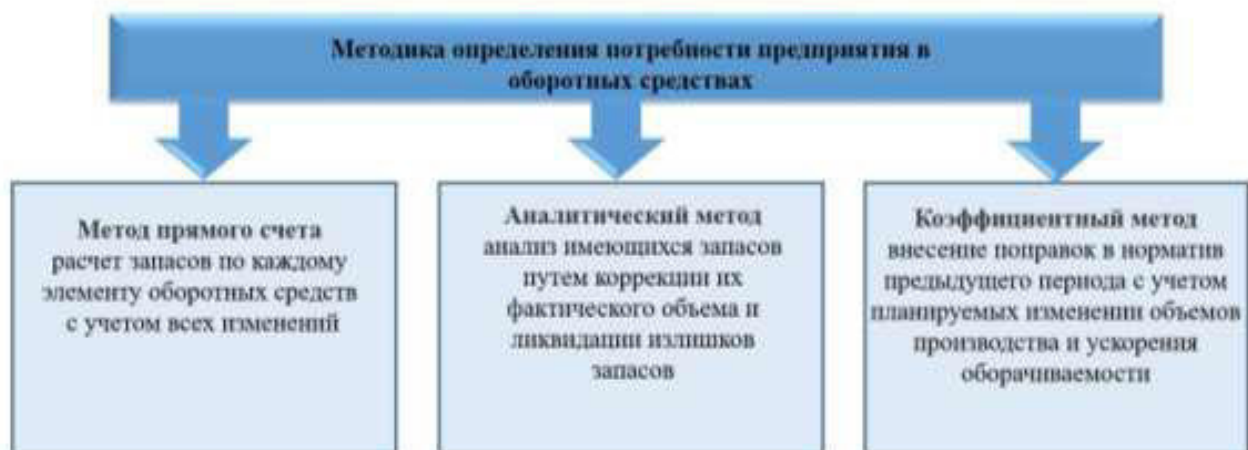 Методика определения потребности предприятия в
оборотных средствах
Метод прямого счета
расчет запасов по каждому
элементу оборотных средств
с учетом всех изменений
Аналитический метод
анализ имеющихся запасов
путем коррекции их
фактического объема и
ликвидации излишков
запасов
Коэффициентный метод
внесение поправок в норматив
предыдущего периода с учетом
планируемых изменении объемов
производства и ускорения
оборачиваемости